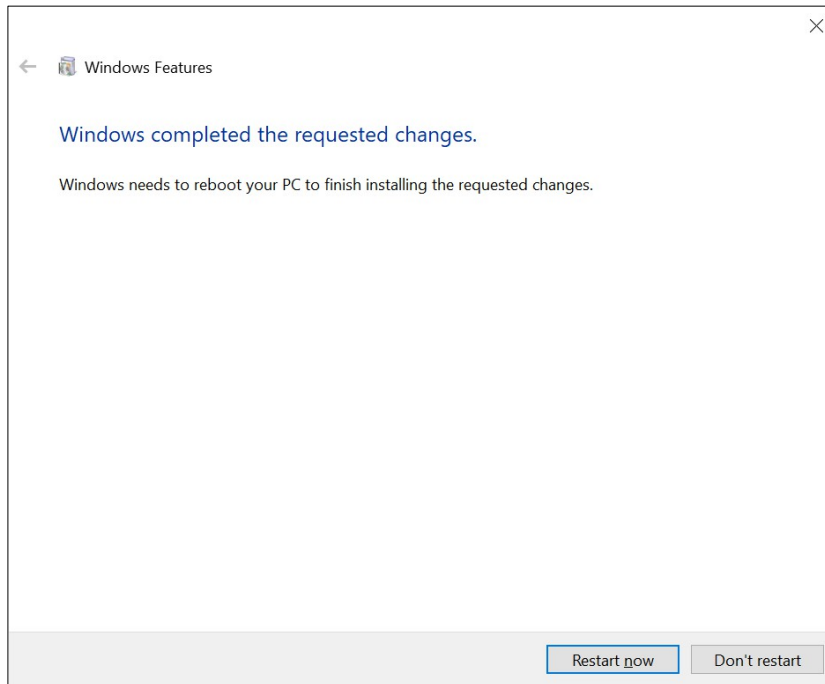 Windows Features
Windows completed the requested changes.
Windows needs to reboot your PC to finish installing the requested changes.
Restart now
Don't restart